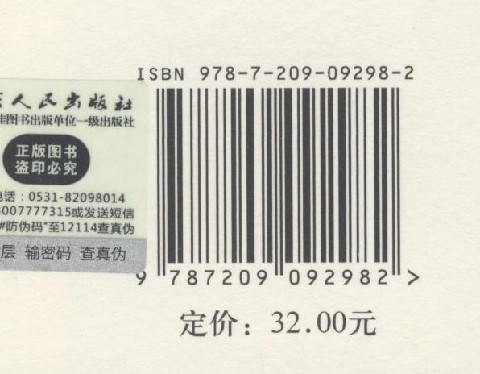 ISBN 978-7-209-09298-2
人民出版社
图书出版单位一级出版社
正版图书
盗印必究
话：0531-82098014
007777315或发送短信
#防伪码"至12114查真伪
层 输密码 查真伪
9 787209 092982 >
定价：32.00元